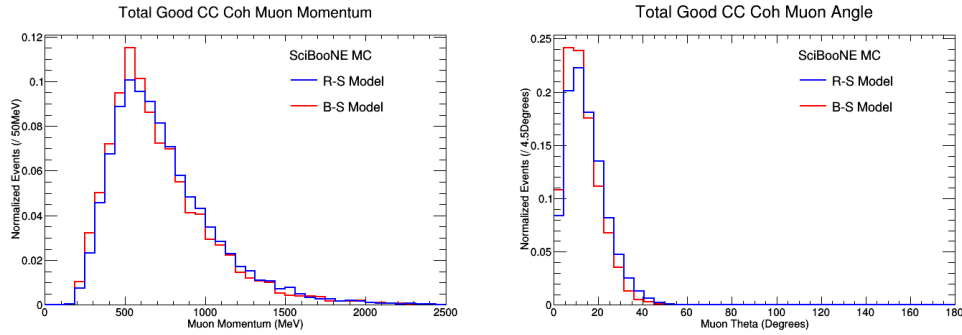 Total Good CC Coh Muon Momentum
Normalized Events (/ 50MeV)
0.12
0.1
0.08
0.06
0.04
0.02
0
SciBooNE MC
R-S Model
B-S Model
0 500 1000 1500 2000 2500
Muon Momentum (MeV)
Total Good CC Coh Muon Angle
Normalized Events (/ 4.5Degrees)
0.25
0.2
0.15
0.1
0.05
SciBooNE MC
R-S Model
B-S Model
0 20 40 60 80 100 120 140 160 180
Muon Theta (Degrees)